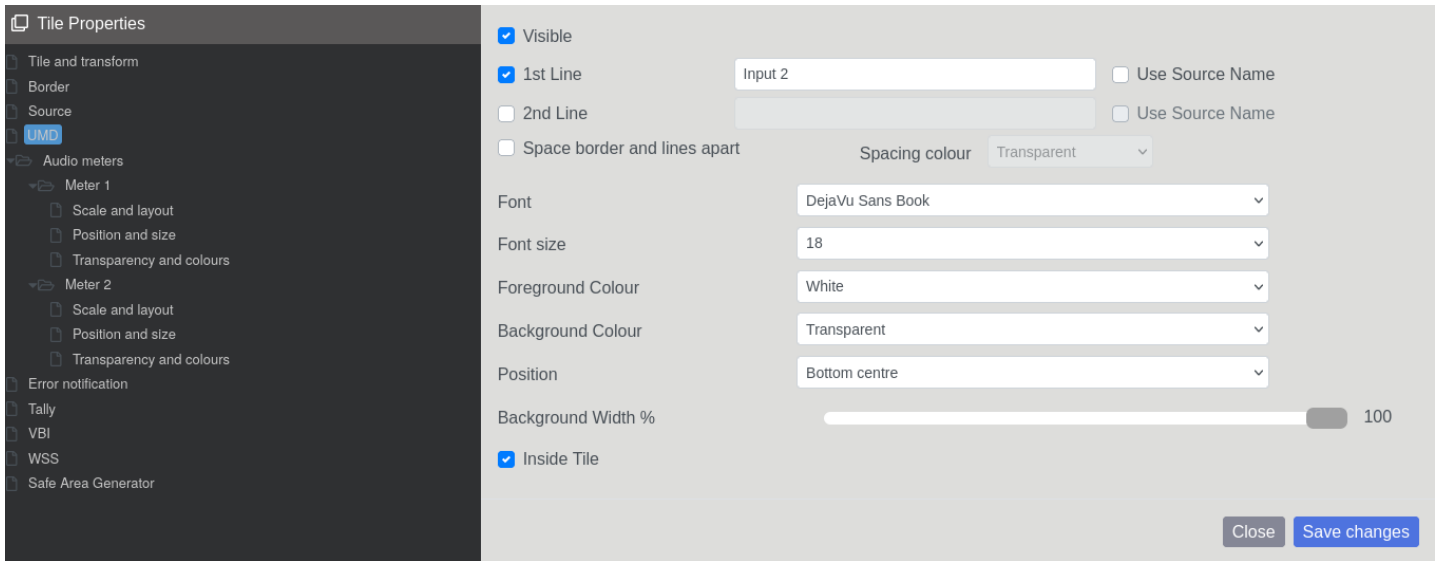 Tile Properties
Tile and transform
Border
Source
UMD
Audio meters
Meter 1
Scale and layout
Position and size
Transparency and colours
Meter 2
Scale and layout
Position and size
Transparency and colours
Error notification
Tally
VBI
WSS
Safe Area Generator
Visible
1st Line Input 2 Use Source Name
2nd Line Use Source Name
Space border and lines apart Spacing colour Transparent
Font DejaVu Sans Book
Font size 18
Foreground Colour White
Background Colour Transparent
Position Bottom centre
Background Width % 100
Inside Tile
Close Save changes